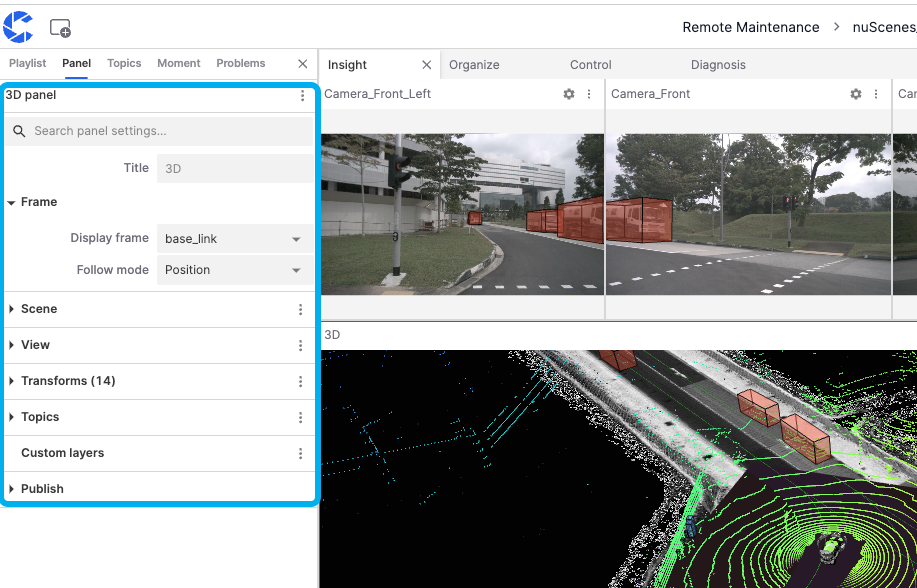 Remote Maintenance > nuScenes
Playlist Panel Topics Moment Problems
Insight Organize Control Diagnosis
3D panel
Search panel settings...
Title 3D
Frame
Display frame base_link
Follow mode Position
Scene
View
Transforms (14)
Topics
Custom layers
Publish
Camera_Front_Left
Camera_Front
Can
3D